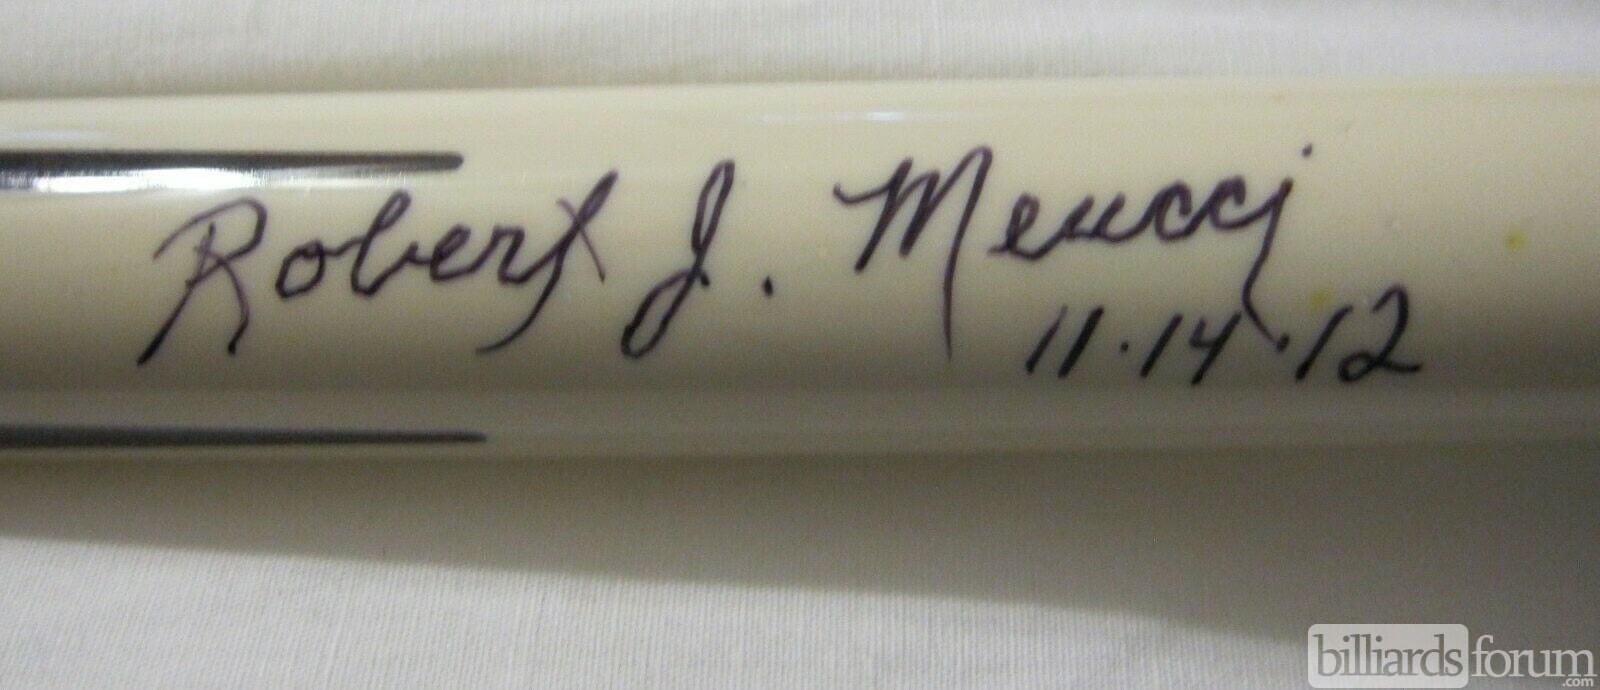 Robert J. Meucci
11·14·12
billiardsforum
.com